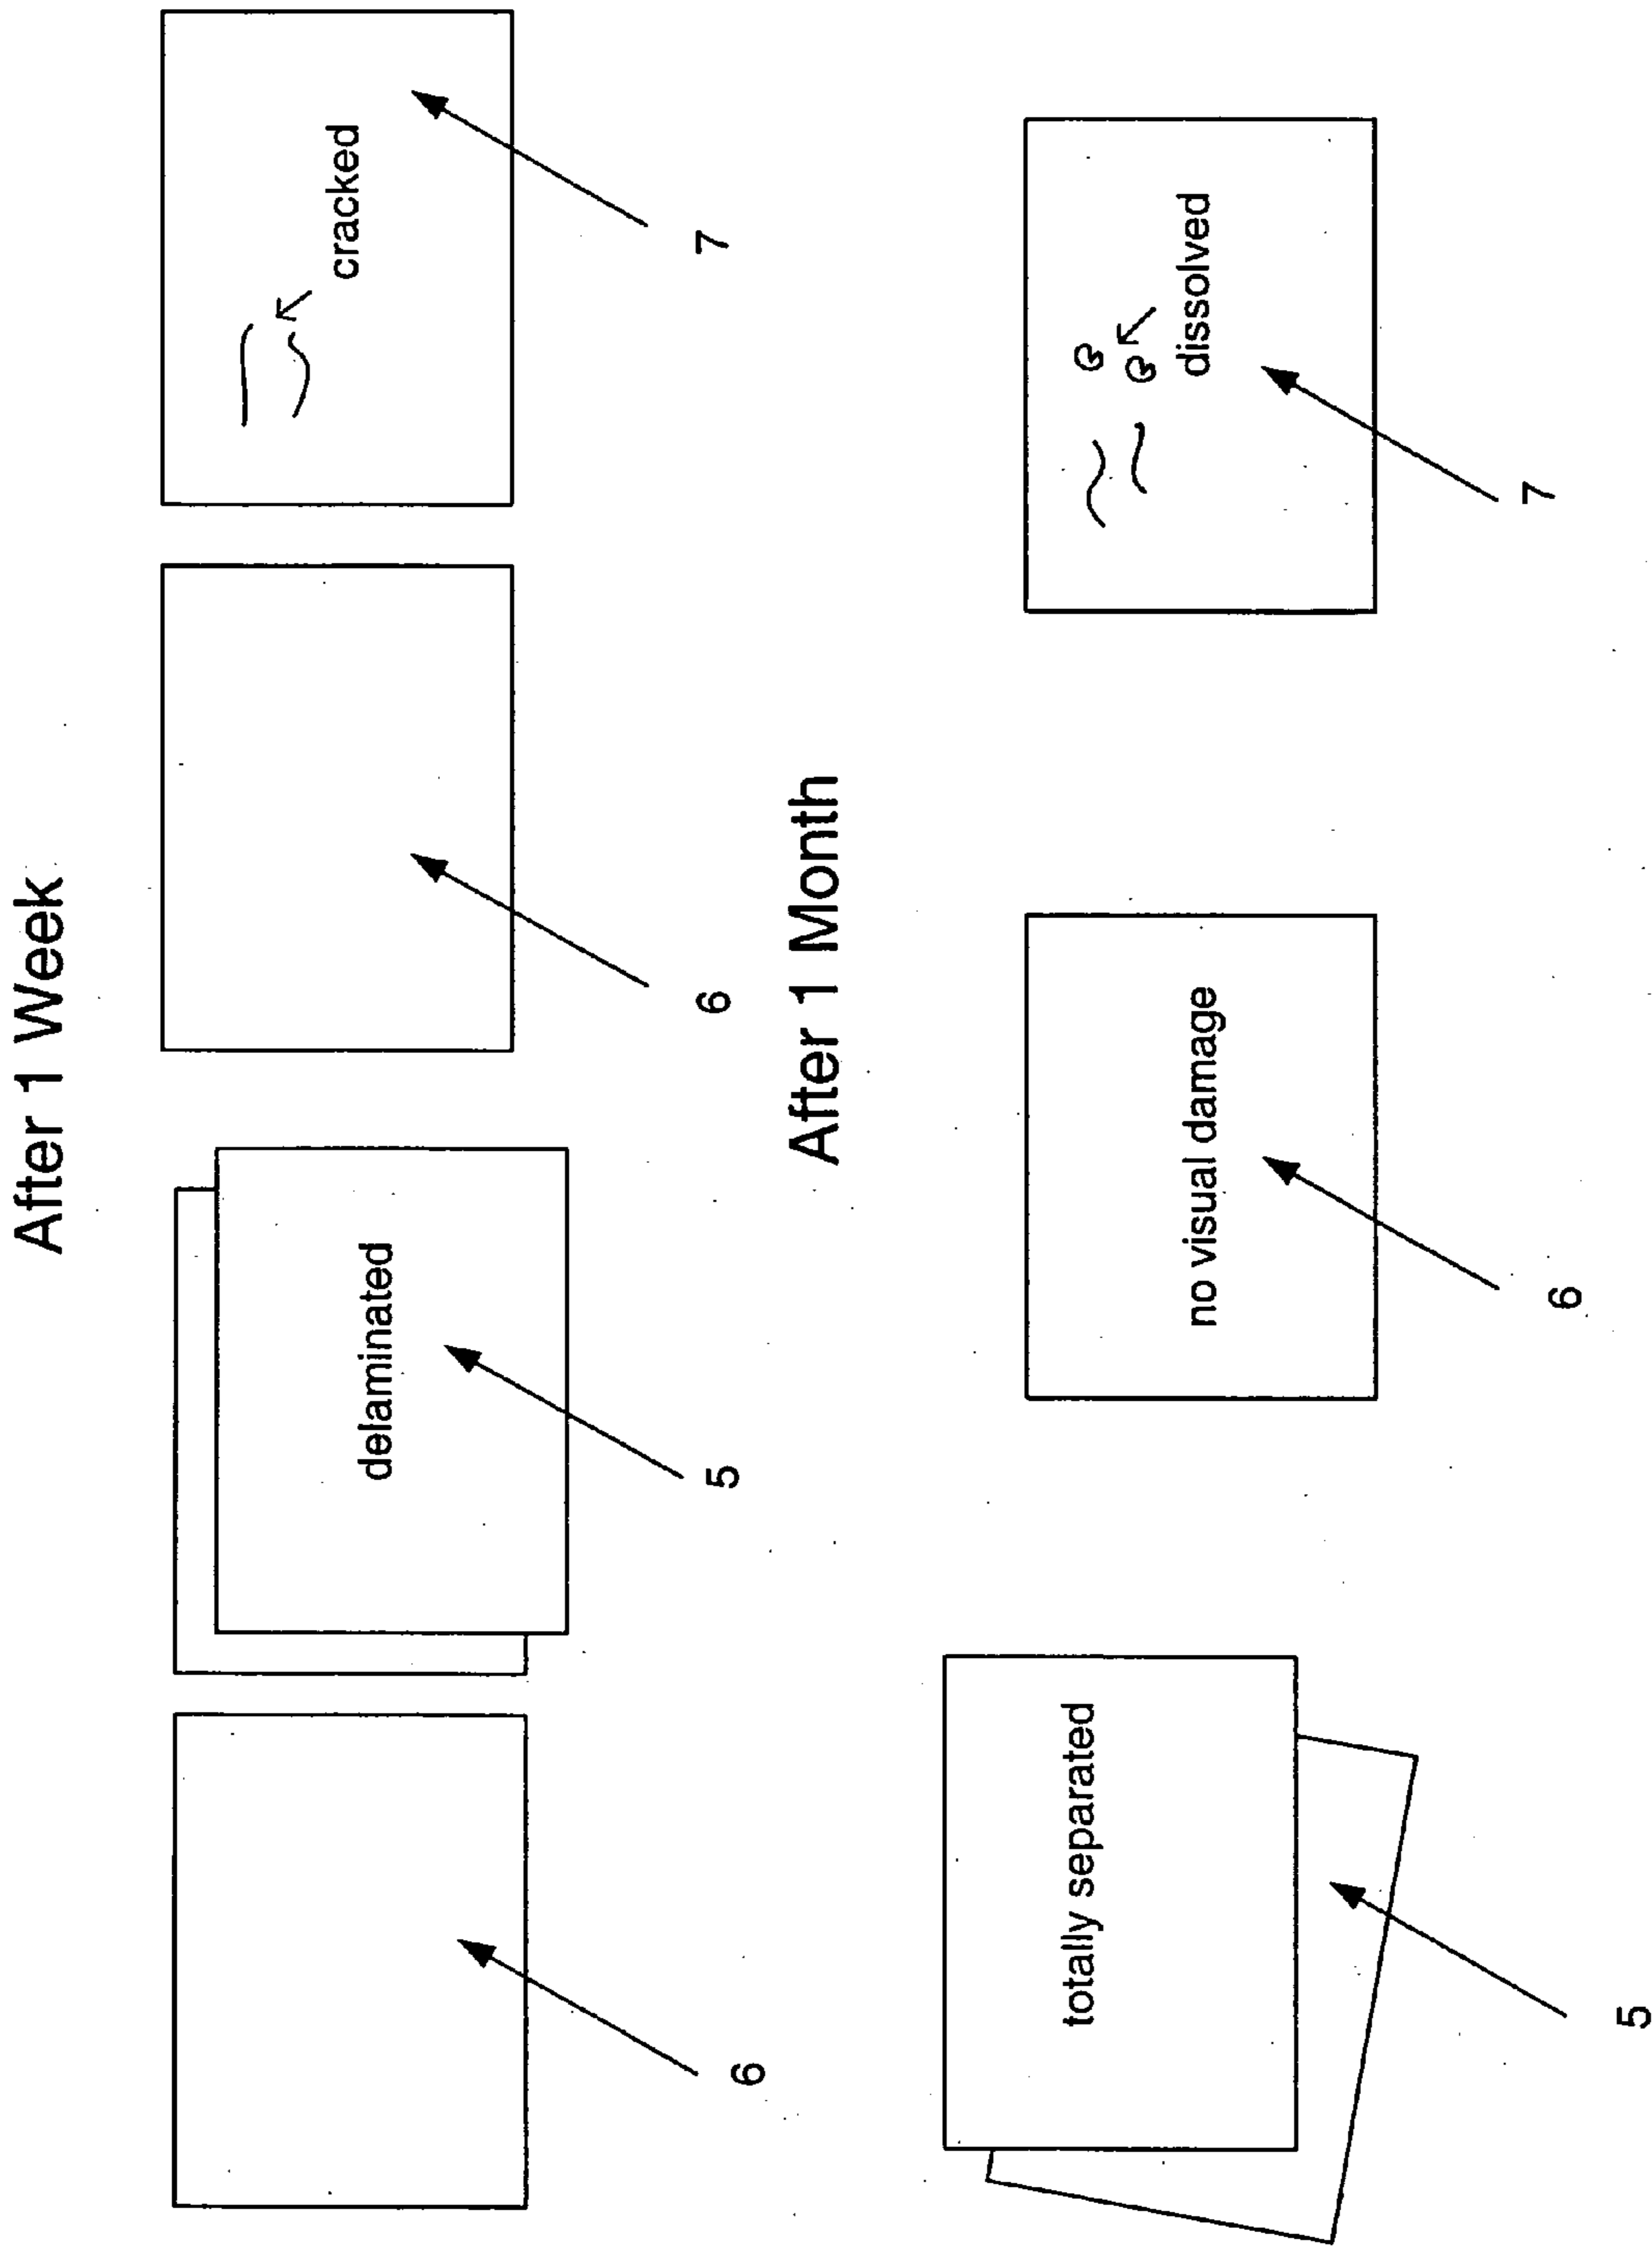 After 1 Week
delaminated
cracked
6
5
6
7
After 1 Month
totally separated
no visual damage
dissolved
5
6
7